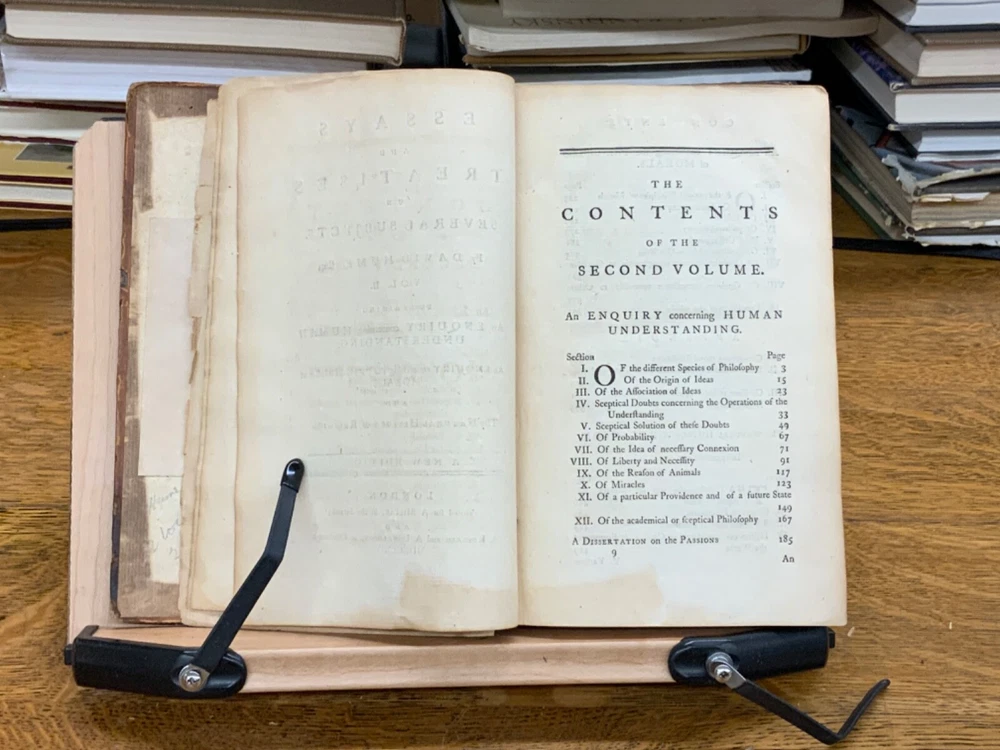 THE
CONTENTS
OF THE
SECOND VOLUME.
An ENQUIRY concerning HUMAN
UNDERSTANDING.
Section Page
I. OF the different Species of Philosophy 3
II. Of the Origin of Ideas 15
III. Of the Association of Ideas 23
IV. Sceptical Doubts concerning the Operations of the
Understanding 33
V. Sceptical Solution of these Doubts 49
VI. Of Probability 67
VII. Of the Idea of necessary Connexion 71
VIII. Of Liberty and Necessity 91
IX. Of the Reason of Animals 117
X. Of Miracles 123
XI. Of a particular Providence and of a future State
149
XII. Of the academical or sceptical Philosophy 167
A DISSERTATION on the PASSIONS 185
9
An